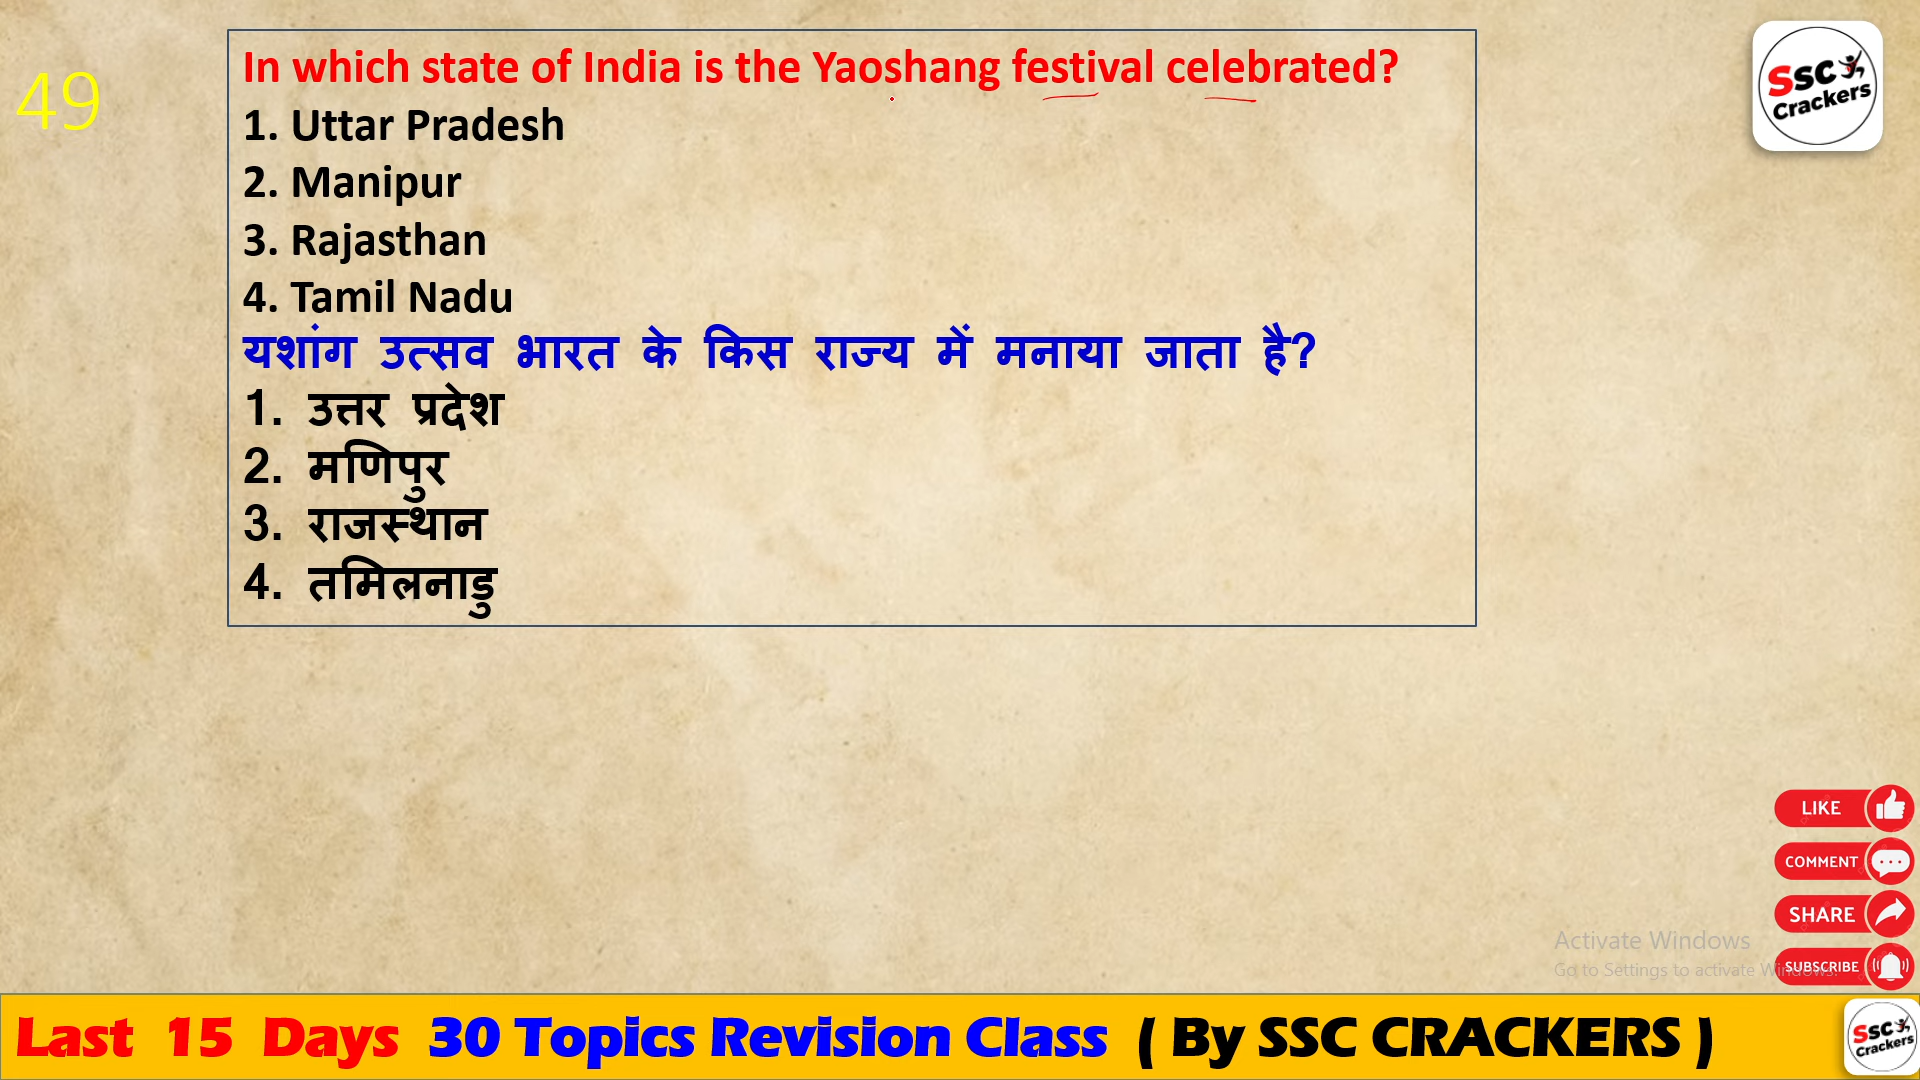 49
In which state of India is the Yaoshang festival celebrated?
1. Uttar Pradesh
2. Manipur
3. Rajasthan
4. Tamil Nadu
यशांग उत्सव भारत के किस राज्य में मनाया जाता है?
1. उत्तर प्रदेश
2. मणिपुर
3. राजस्थान
4. तमिलनाडु
SSC
Crackers
LIKE
COMMENT
SHARE
SUBSCRIBE
Activate Windows
Go to Settings to activate Windows.
Last 15 Days 30 Topics Revision Class ( By SSC CRACKERS )
SSC
Crackers